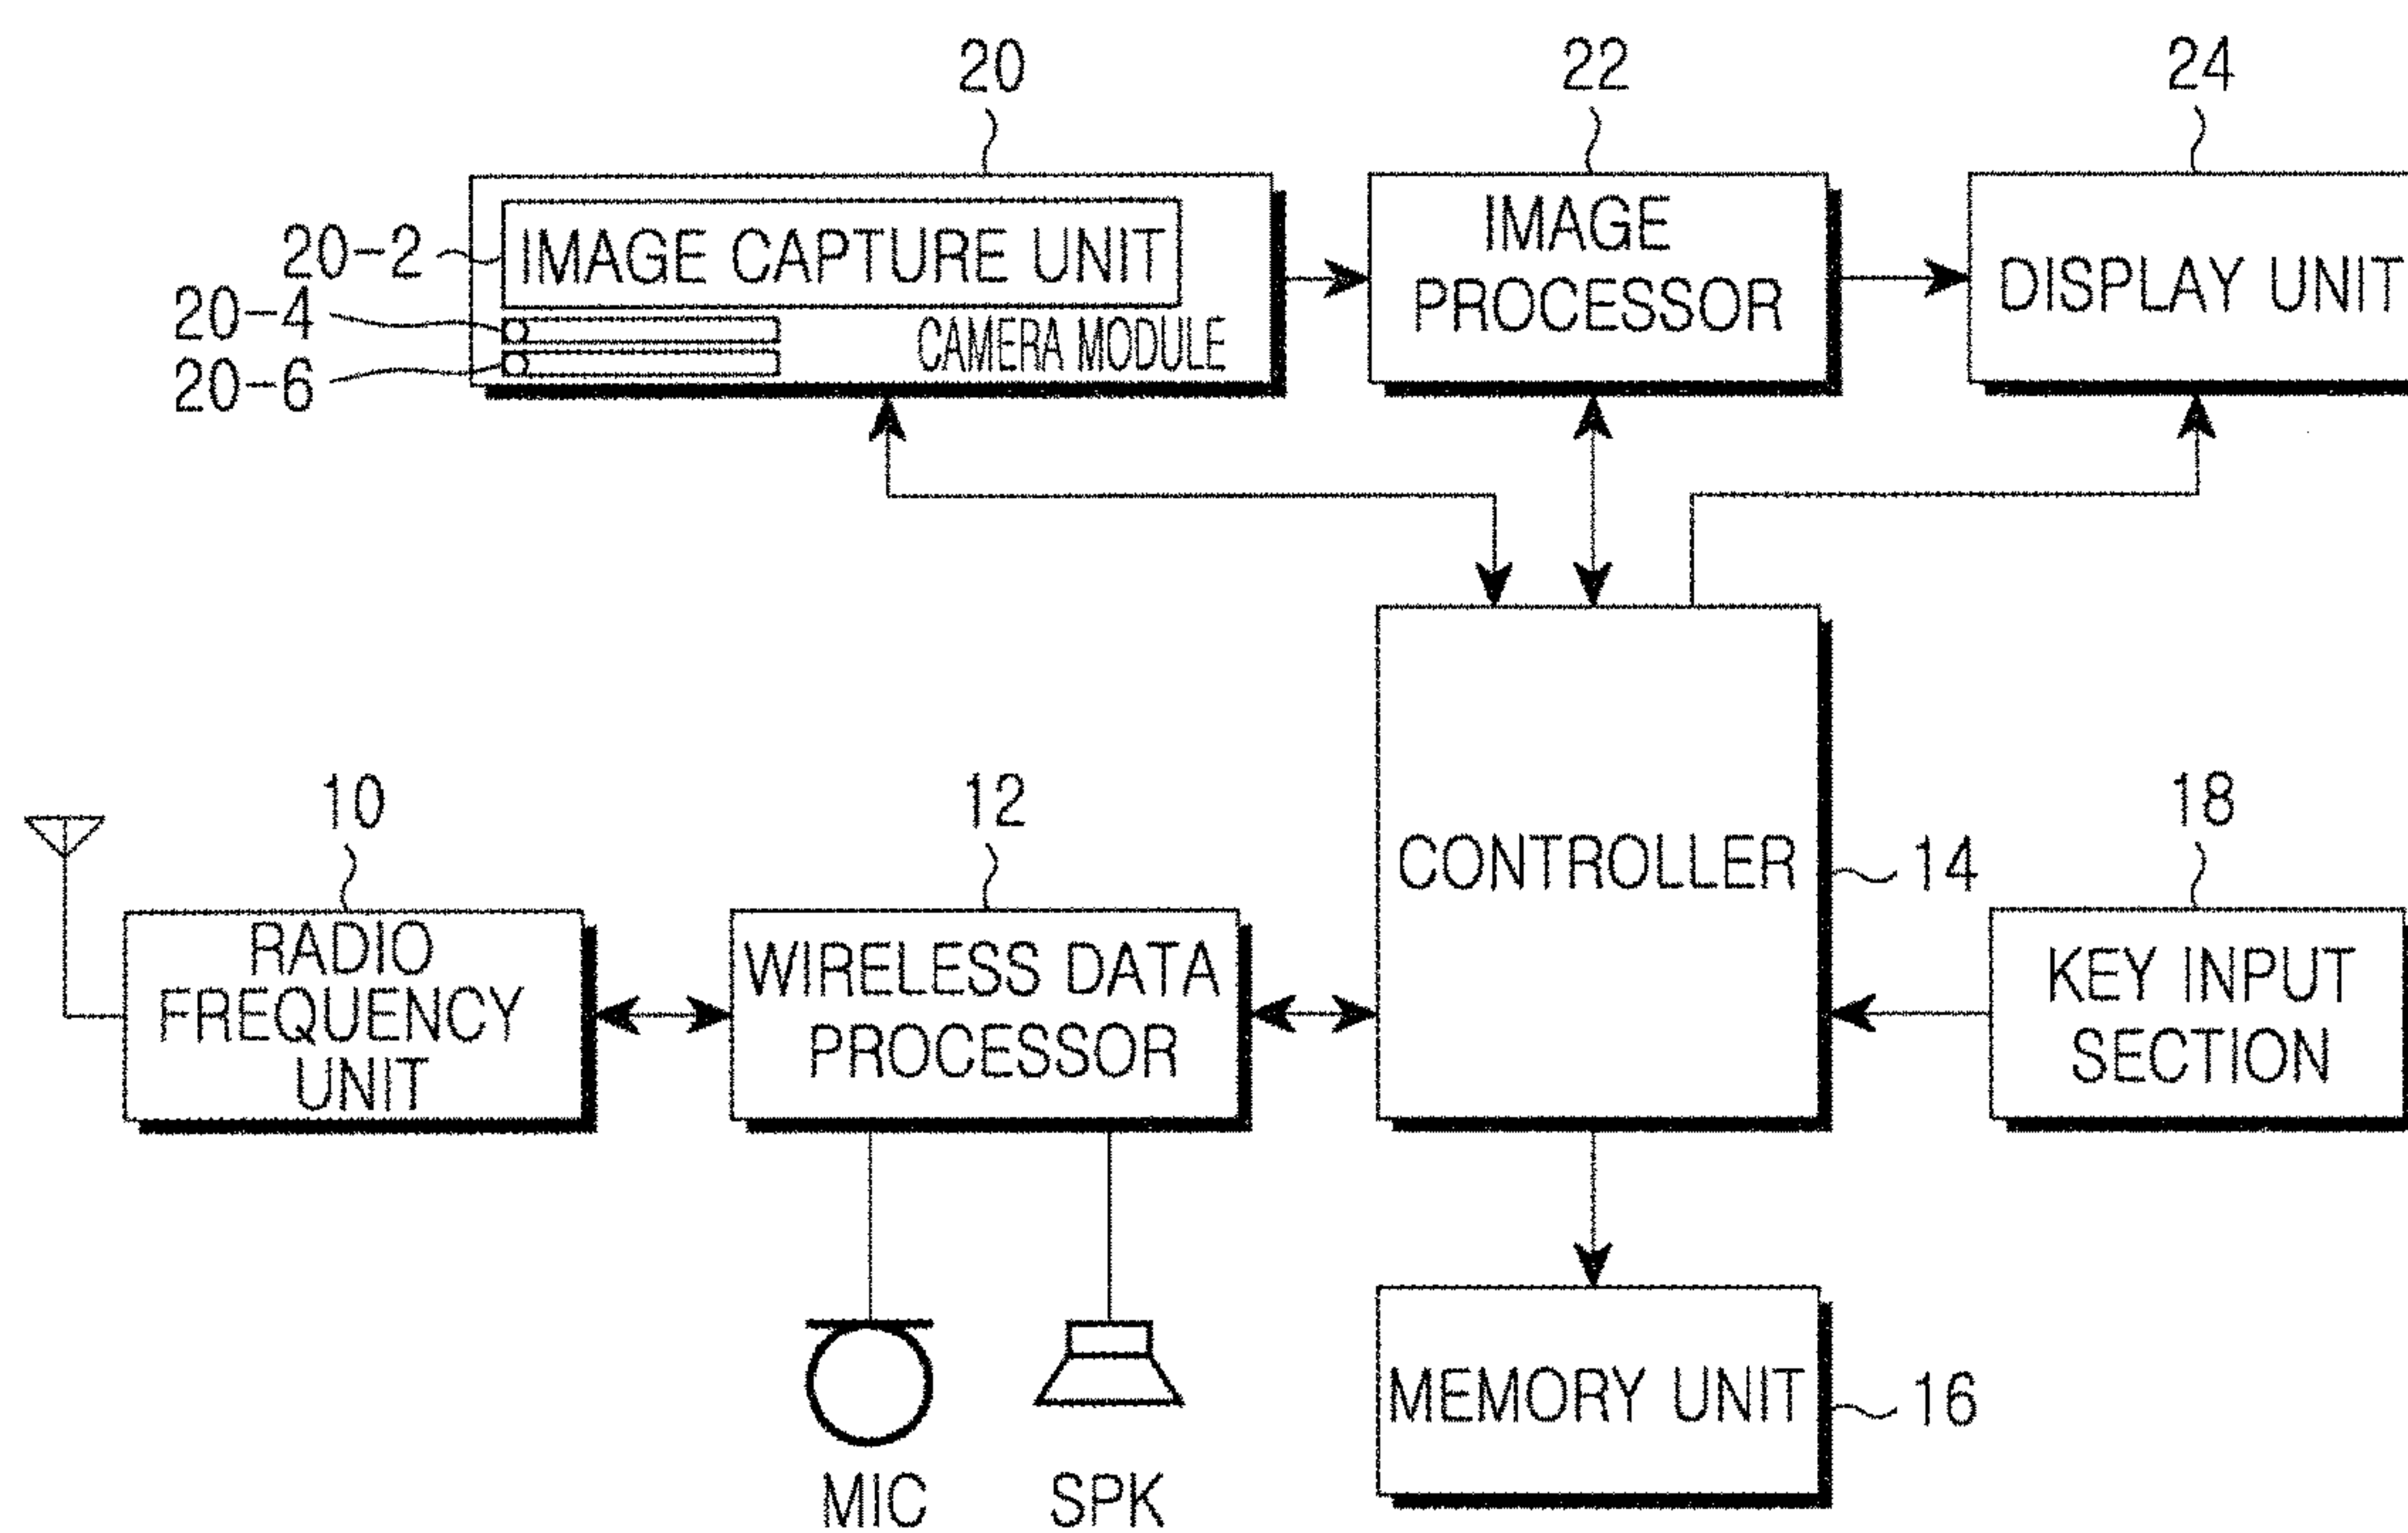 20
22
24
20-2
IMAGE CAPTURE UNIT
20-4
20-6
CAMERA MODULE
IMAGE
PROCESSOR
DISPLAY UNIT
10
12
18
RADIO
FREQUENCY
UNIT
WIRELESS DATA
PROCESSOR
CONTROLLER
14
KEY INPUT
SECTION
MEMORY UNIT
16
MIC
SPK